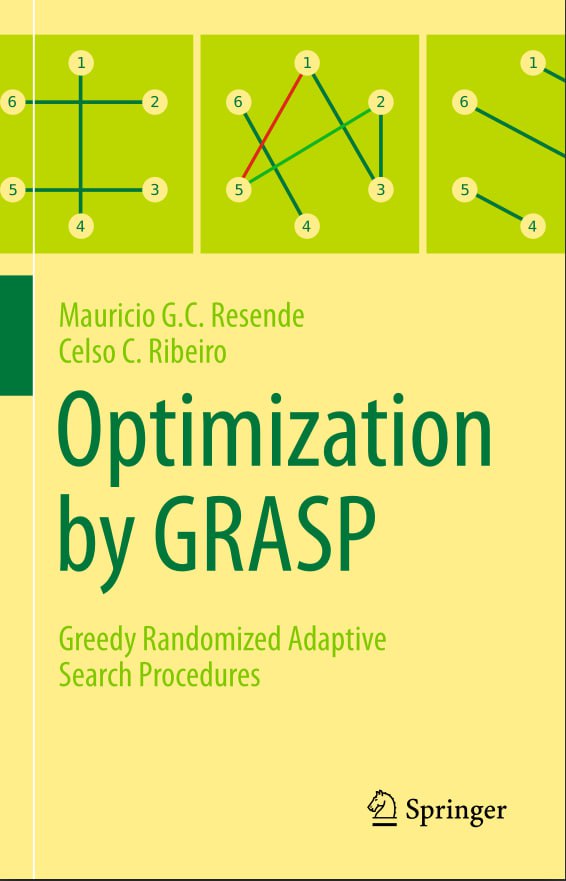 1
6
2
5
3
4
1
6
2
5
3
4
1
6
5
4
Mauricio G.C. Resende
Celso C. Ribeiro
Optimization
by GRASP
Greedy Randomized Adaptive
Search Procedures
Springer